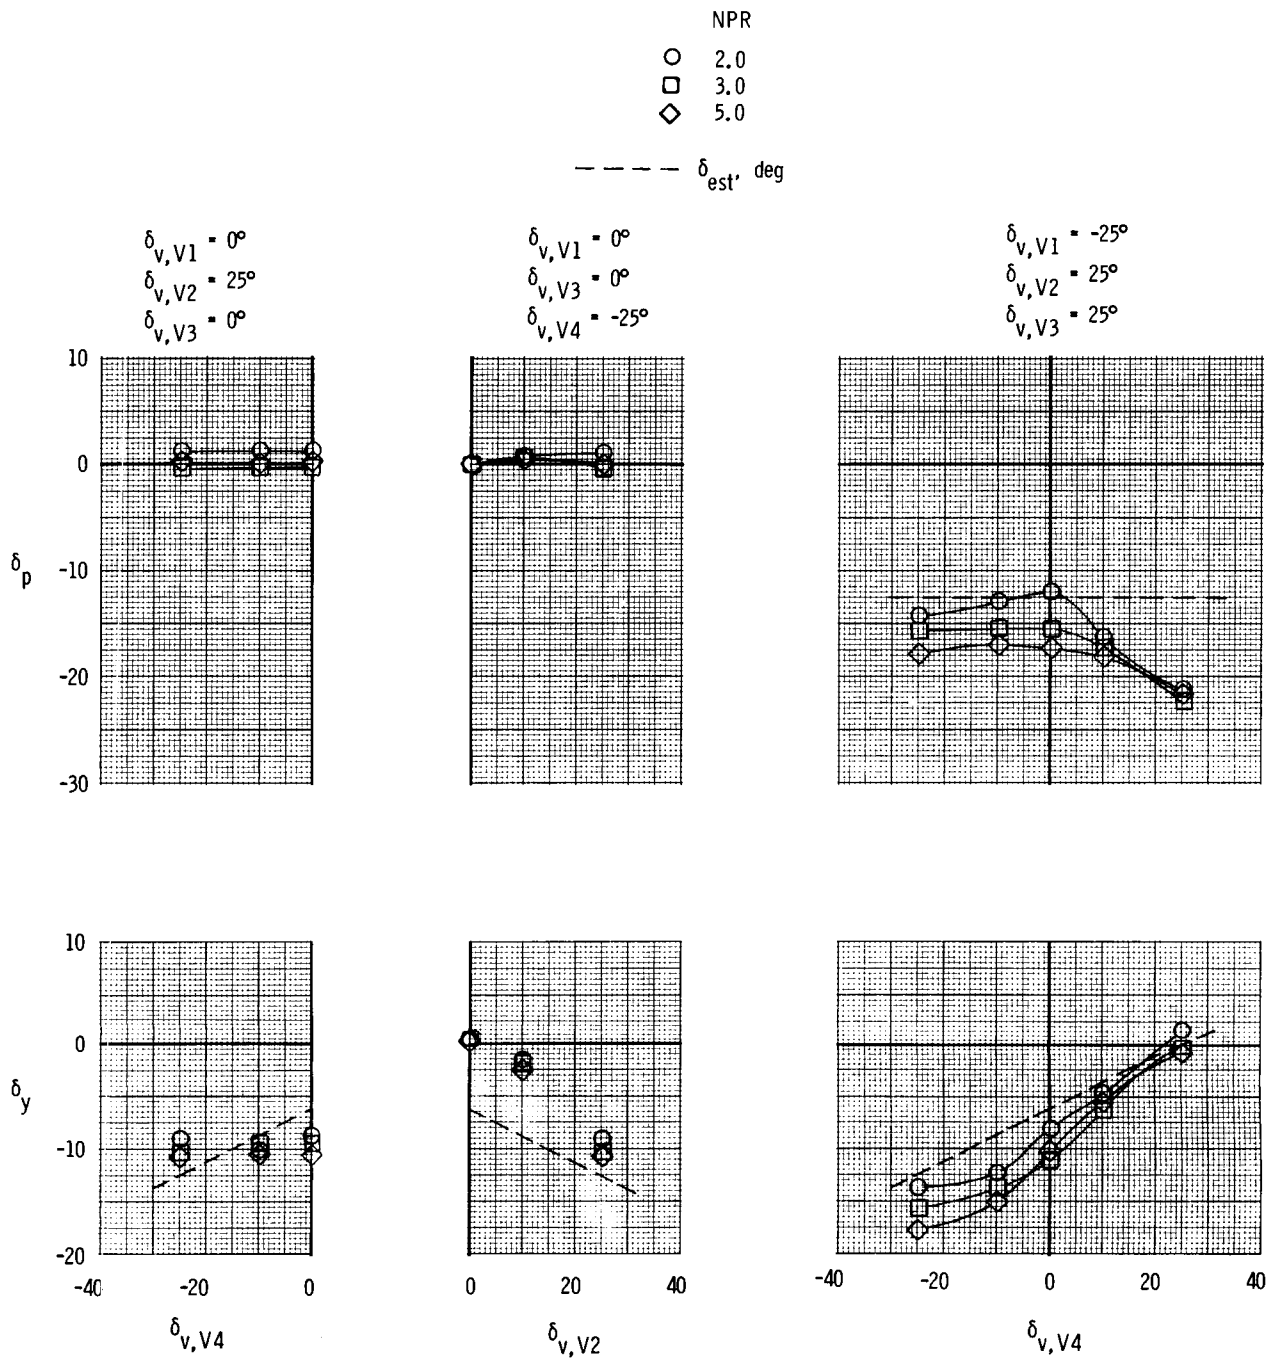 NPR
2.0
3.0
5.0
δest, deg
δv,V1 = 0°
δv,V2 = 25°
δv,V3 = 0°
δv,V1 = 0°
δv,V3 = 0°
δv,V4 = -25°
δv,V1 = -25°
δv,V2 = 25°
δv,V3 = 25°
10
0
-10
-20
-30
δp
10
0
-10
-20
δy
-40 -20 0
0 20 40
-40 -20 0 20 40
δv,V4
δv,V2
δv,V4